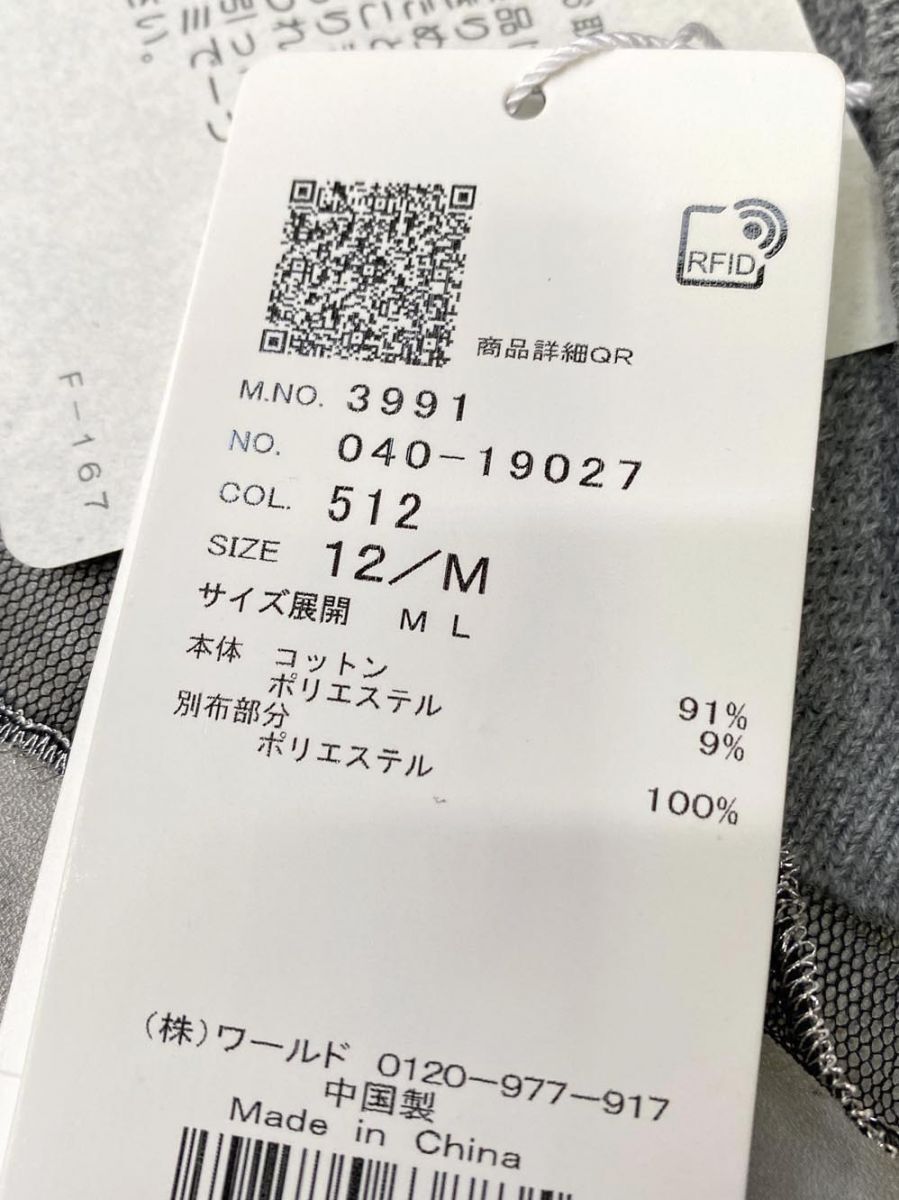 RFID
商品詳細QR
M.NO. 3991
NO. 040-19027
COL. 512
SIZE 12/M
サイズ展開 M L
本体 コットン 91%
ポリエステル 9%
別布部分
ポリエステル 100%
(株)ワールド 0120-977-917
中国製
Made in China
F-167